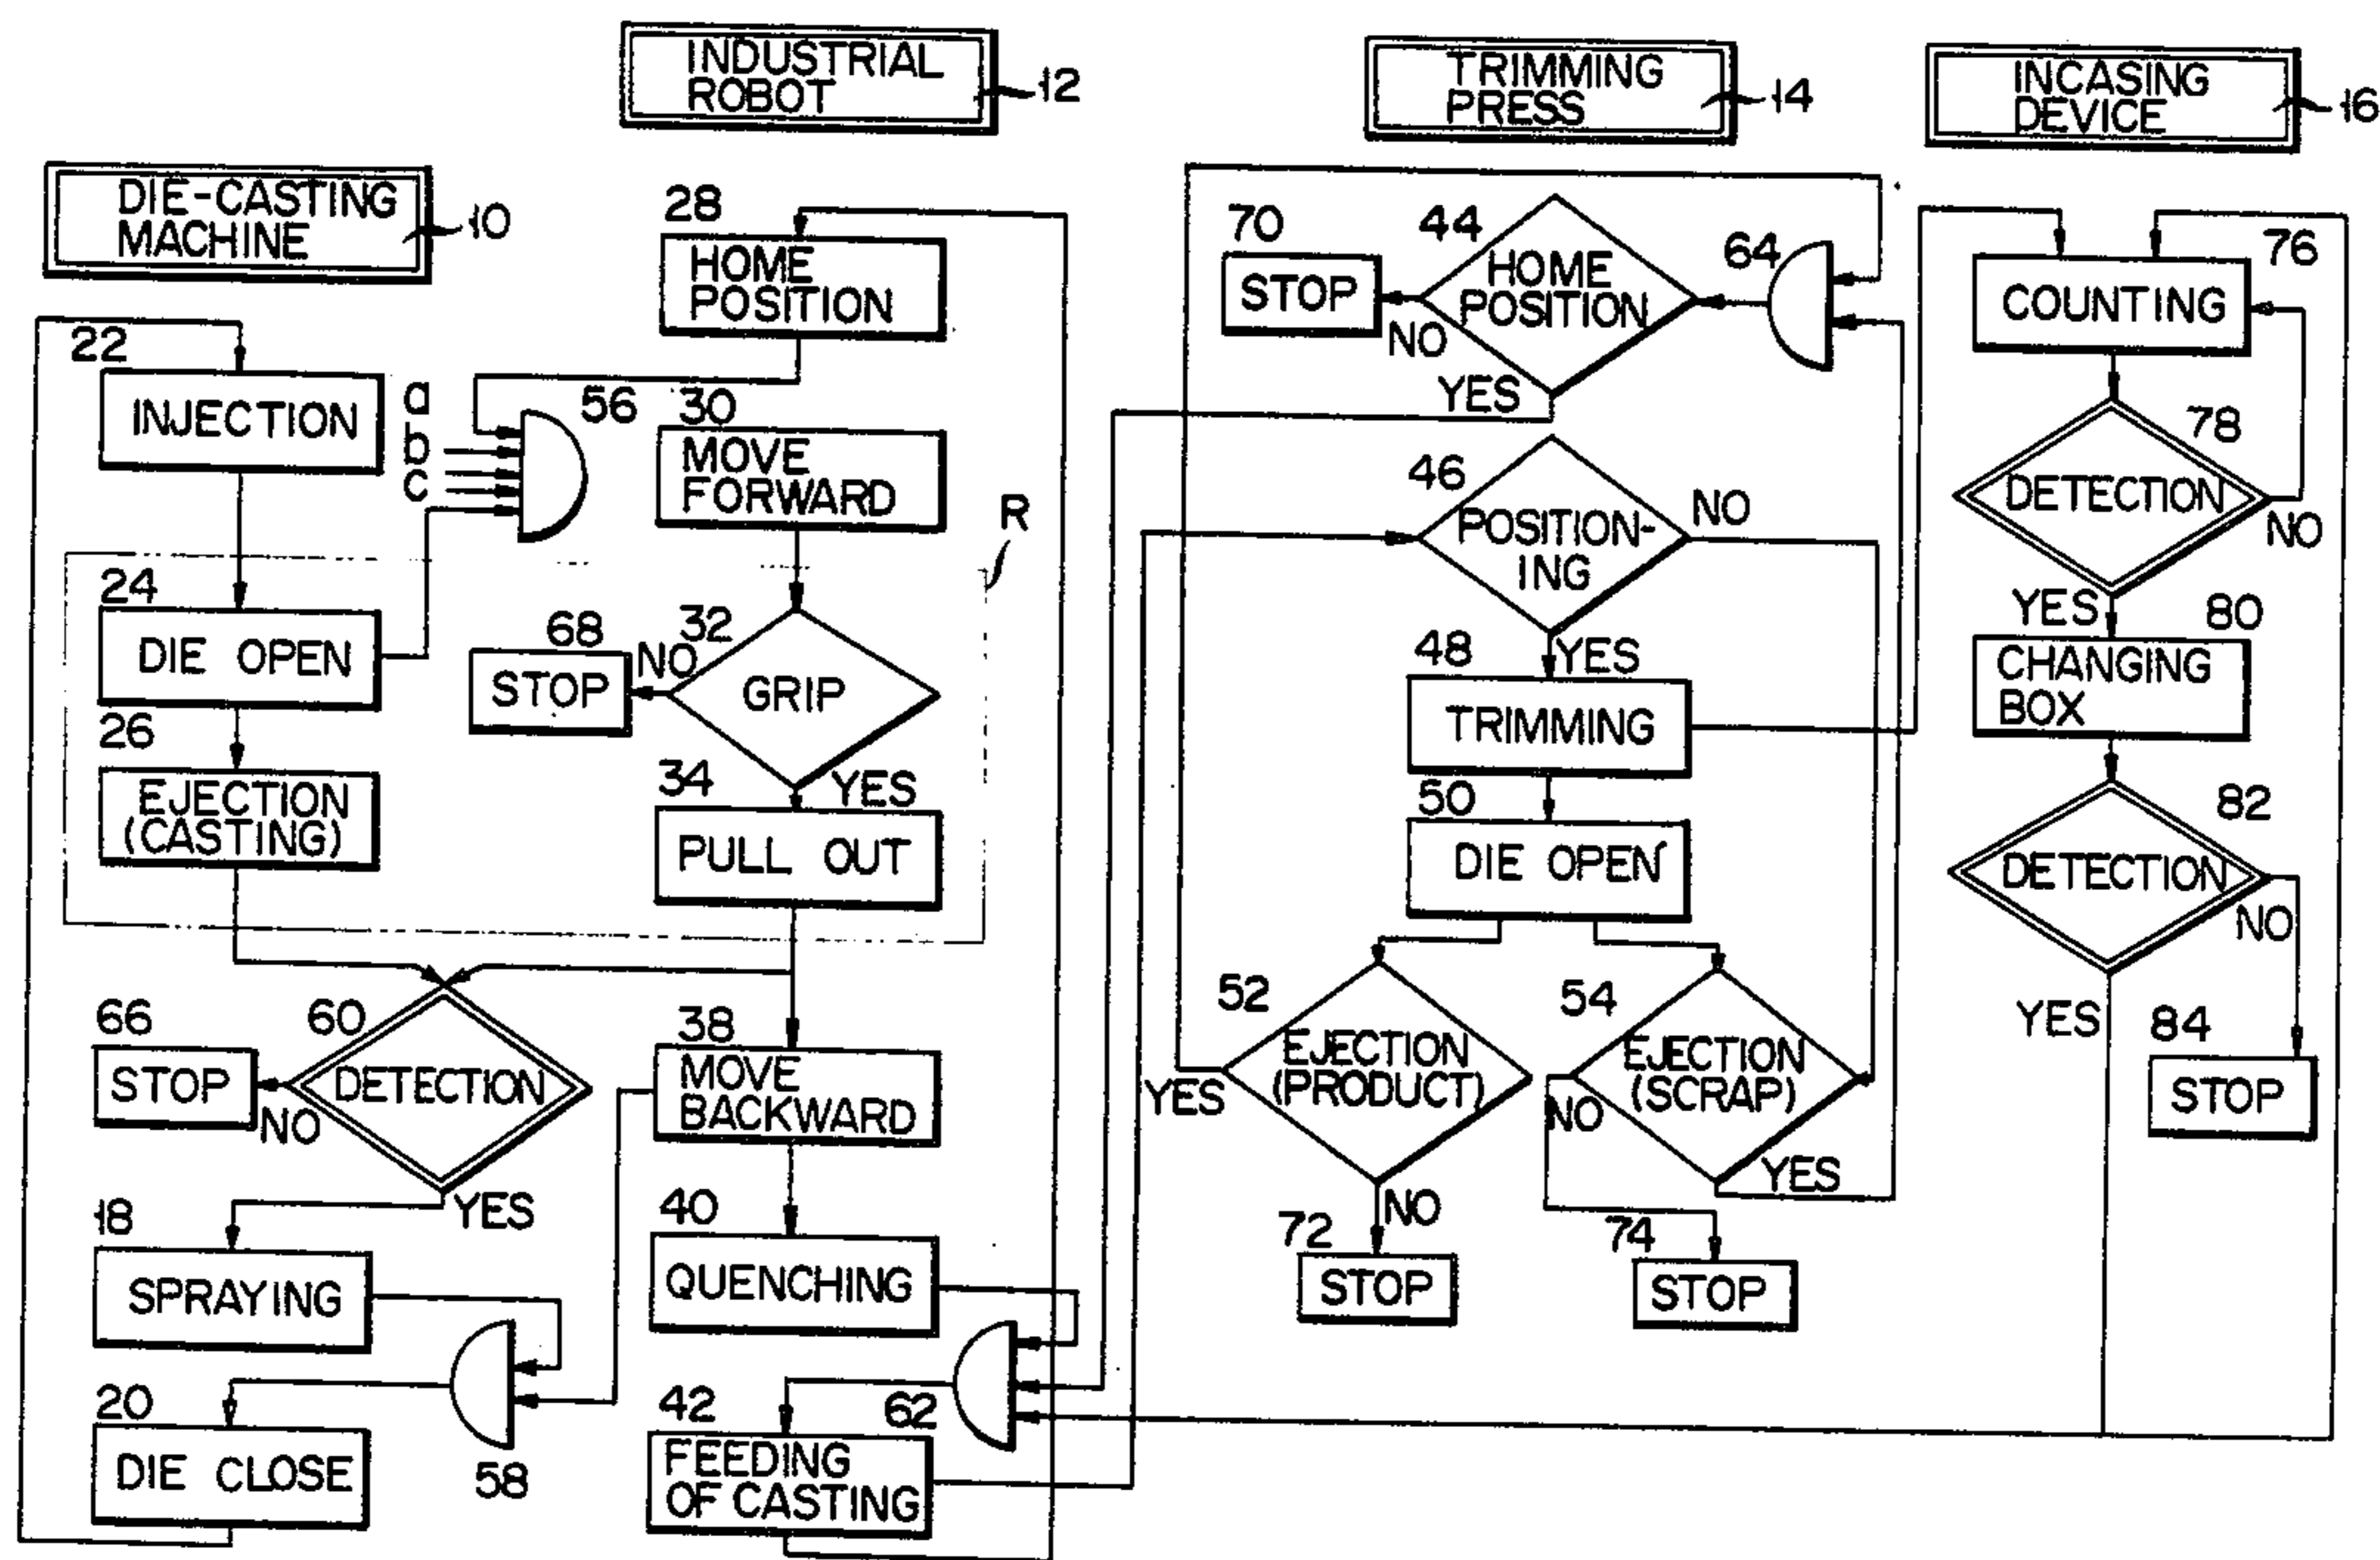 DIE-CASTING
MACHINE
10
22
INJECTION
24
DIE OPEN
26
EJECTION
(CASTING)
66
STOP
60
DETECTION
NO
YES
18
SPRAYING
20
DIE CLOSE
58
INDUSTRIAL
ROBOT
12
28
HOME
POSITION
a
b
c
56
30
MOVE
FORWARD
R
68
STOP
NO
32
GRIP
YES
34
PULL OUT
38
MOVE
BACKWARD
40
QUENCHING
42
62
FEEDING
OF CASTING
TRIMMING
PRESS
14
70
STOP
44
HOME
POSITION
NO
YES
64
46
POSITION-
ING
NO
YES
48
TRIMMING
50
DIE OPEN
52
EJECTION
(PRODUCT)
YES
NO
72
STOP
54
EJECTION
(SCRAP)
NO
YES
74
STOP
INCASING
DEVICE
16
76
COUNTING
78
DETECTION
NO
YES
80
CHANGING
BOX
82
DETECTION
NO
YES
84
STOP